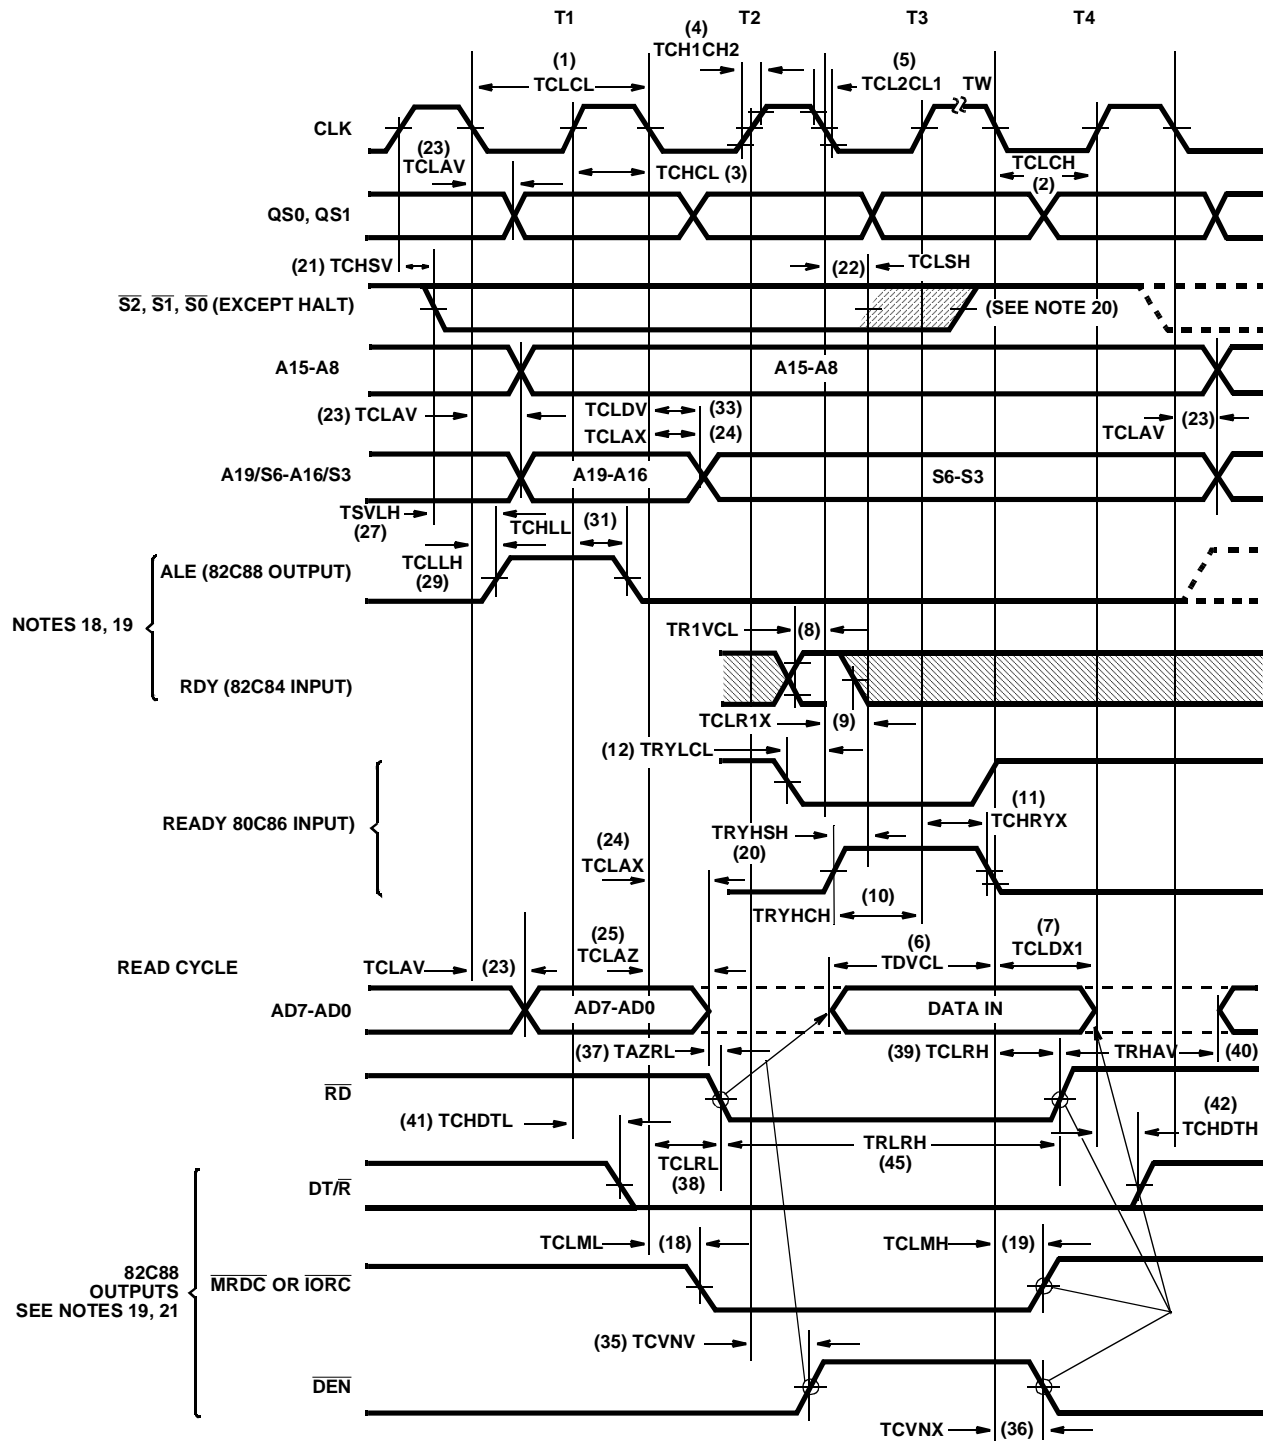 T1 T2 T3 T4
(4)
TCH1CH2
(1)
TCLCL
(5)
TCL2CL1
TW
CLK
(23)
TCLAV
TCHCL (3)
TCLCH
(2)
QS0, QS1
(21) TCHSV
(22)
TCLSH
S2, S1, S0 (EXCEPT HALT)
(SEE NOTE 20)
A15-A8
A15-A8
(23) TCLAV
TCLDV
(33)
TCLAX
(24)
TCLAV
(23)
A19/S6-A16/S3
A19-A16
S6-S3
TSVLH
(27)
TCHLL
(31)
TCLLH
(29)
ALE (82C88 OUTPUT)
NOTES 18, 19
TR1VCL
(8)
RDY (82C84 INPUT)
TCLR1X
(9)
(12) TRYLCL
READY 80C86 INPUT)
(11)
TCHRYX
TRYHSH
(20)
(24)
TCLAX
(10)
TRYHCH
READ CYCLE
TCLAV
(23)
(25)
TCLAZ
(6)
TDVCL
(7)
TCLDX1
AD7-AD0
AD7-AD0
DATA IN
(37) TAZRL
(39) TCLRH
TRHAV
(40)
RD
(41) TCHDTL
(42)
TCHDTH
TCLRL
(38)
TRLRH
(45)
DT/R
TCLML
(18)
TCLMH
(19)
82C88
OUTPUTS
SEE NOTES 19, 21
MRDC OR IORC
(35) TCVNV
DEN
TCVNX
(36)